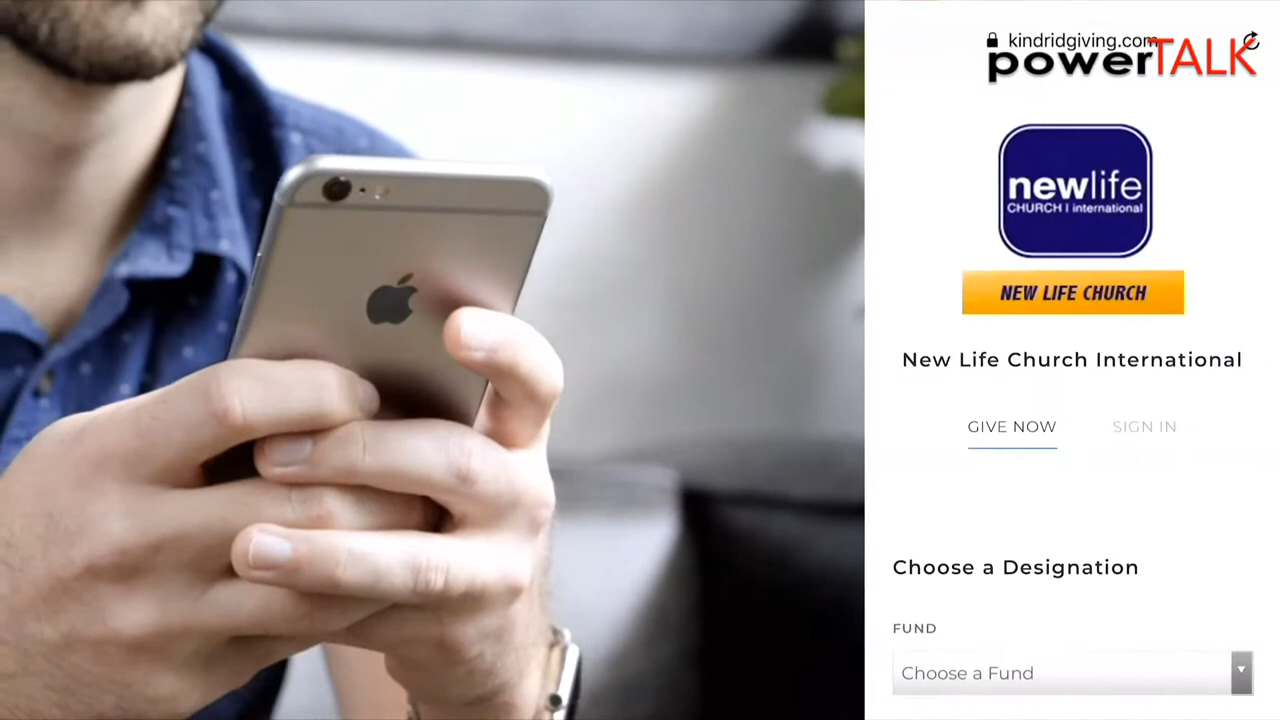 kindridgiving.com
powerTALK
newlife
CHURCH | international
NEW LIFE CHURCH
New Life Church International
GIVE NOW SIGN IN
Choose a Designation
FUND
Choose a Fund